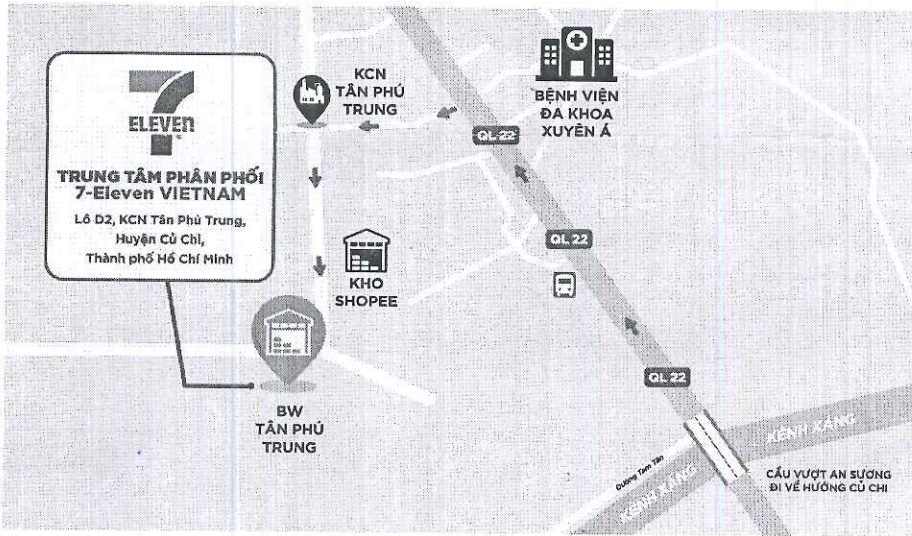 7
ELEVEN
TRUNG TÂM PHÂN PHỐI
7-Eleven VIETNAM
Lô D2, KCN Tân Phú Trung,
Huyện Củ Chi,
Thành phố Hồ Chí Minh
KCN
TÂN PHÚ
TRUNG
BỆNH VIỆN
ĐA KHOA
XUYÊN Á
QL 22
QL 22
KHO
SHOPEE
QL 22
BW
TÂN PHÚ
TRUNG
KÊNH XÁNG
Đường Tam Tân
KÊNH XÁNG
CẦU VƯỢT AN SƯƠNG
ĐI VỀ HƯỚNG CỦ CHI